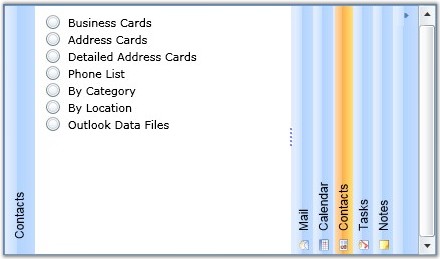 Contacts
Business Cards
Address Cards
Detailed Address Cards
Phone List
By Category
By Location
Outlook Data Files
Mail
Calendar
Contacts
Tasks
Notes